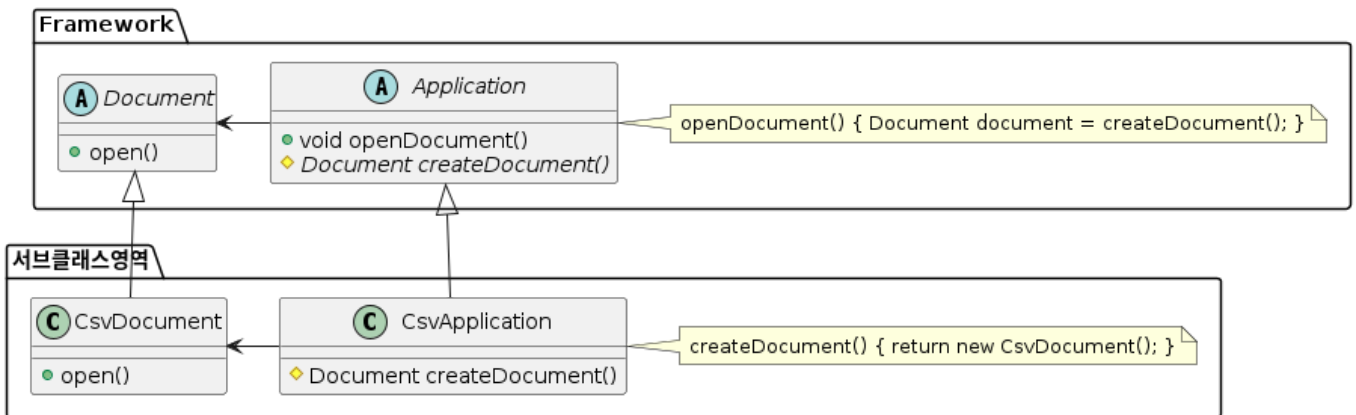 Framework
A Document
open()
A Application
void openDocument()
Document createDocument()
openDocument() { Document document = createDocument(); }
서브클래스영역
C CsvDocument
open()
C CsvApplication
Document createDocument()
createDocument() { return new CsvDocument(); }